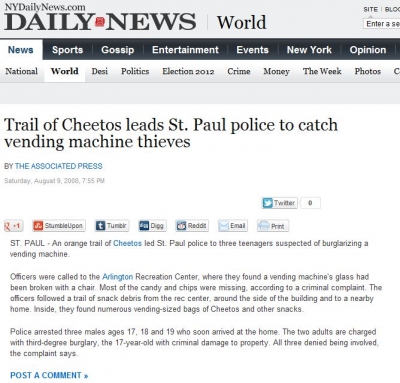 NYDailyNews.com
DAILY NEWS
World
SITE | BLO
Enter a se
News Sports Gossip Entertainment Events New York Opinion
National World Desi Politics Election 2012 Crime Money The Week Photos C
Trail of Cheetos leads St. Paul police to catch
vending machine thieves
BY THE ASSOCIATED PRESS
Saturday, August 9, 2008, 7:55 PM
Twitter 0
+1 StumbleUpon Tumblr Digg Reddit Email Print
ST. PAUL - An orange trail of Cheetos led St. Paul police to three teenagers suspected of burglarizing a
vending machine.
Officers were called to the Arlington Recreation Center, where they found a vending machine's glass had
been broken with a chair. Most of the candy and chips were missing, according to a criminal complaint. The
officers followed a trail of snack debris from the rec center, around the side of the building and to a nearby
home. Inside, they found numerous vending-sized bags of Cheetos and other snacks.
Police arrested three males ages 17, 18 and 19 who soon arrived at the home. The two adults are charged
with third-degree burglary, the 17-year-old with criminal damage to property. All three denied being involved,
the complaint says.
POST A COMMENT »